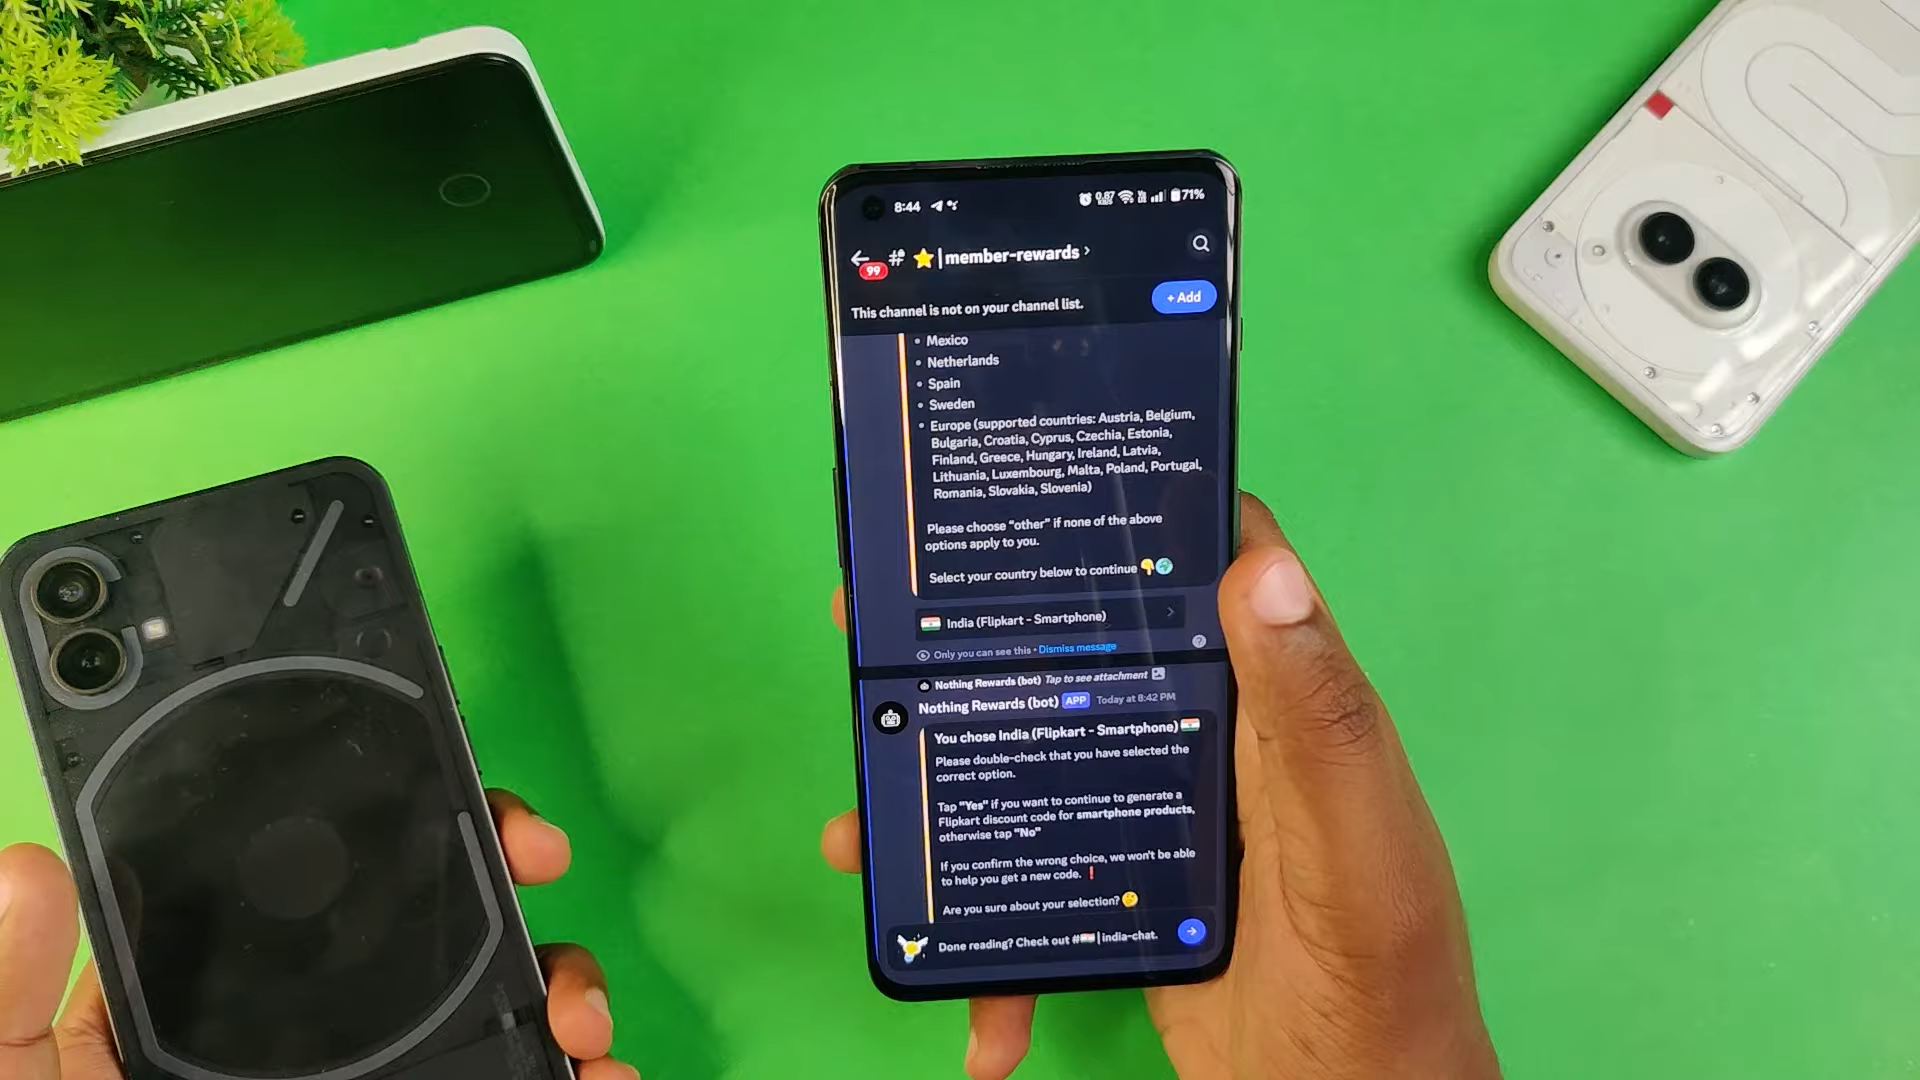 8:44
0.87 KB/S
71%
99
# ⭐ | member-rewards ›
This channel is not on your channel list.
+ Add
• Mexico
• Netherlands
• Spain
• Sweden
• Europe (supported countries: Austria, Belgium,
Bulgaria, Croatia, Cyprus, Czechia, Estonia,
Finland, Greece, Hungary, Ireland, Latvia,
Lithuania, Luxembourg, Malta, Poland, Portugal,
Romania, Slovakia, Slovenia)
Please choose “other” if none of the above
options apply to you.
Select your country below to continue 👇🌍
🇮🇳 India (Flipkart - Smartphone)
Only you can see this • Dismiss message
Nothing Rewards (bot) Tap to see attachment
Nothing Rewards (bot) APP Today at 8:42 PM
You chose India (Flipkart - Smartphone) 🇮🇳
Please double-check that you have selected the
correct option.
Tap "Yes" if you want to continue to generate a
Flipkart discount code for smartphone products,
otherwise tap "No"
If you confirm the wrong choice, we won't be able
to help you get a new code. ❗
Are you sure about your selection? 🤔
Done reading? Check out #🇮🇳 | india-chat.